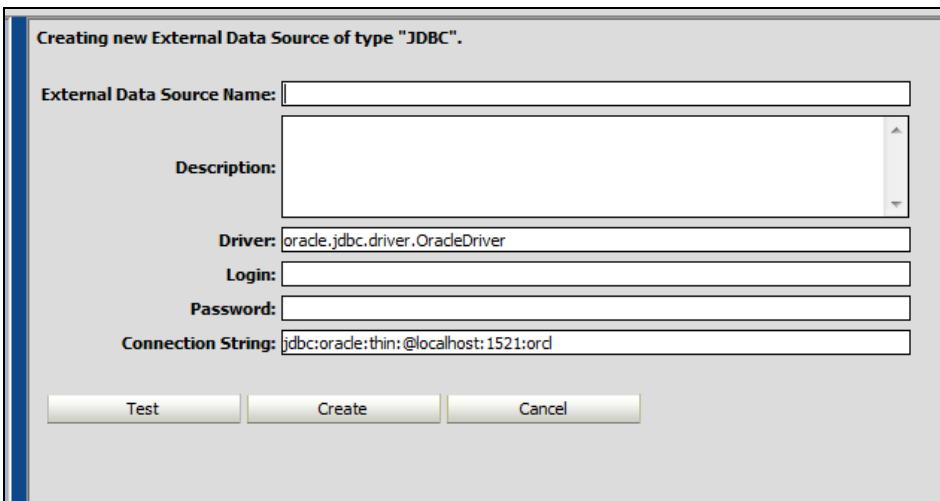 Creating new External Data Source of type "JDBC".
External Data Source Name:
Description:
Driver: oracle.jdbc.driver.OracleDriver
Login:
Password:
Connection String: jdbc:oracle:thin:@localhost:1521:orcl
Test Create Cancel